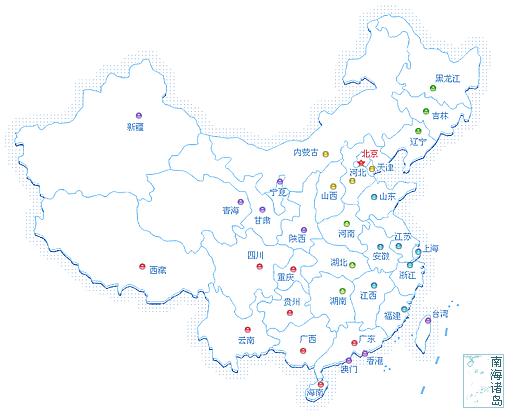 黑龙江
吉林
新疆
辽宁
内蒙古
北京
天津
河北
宁夏
山西
山东
青海
甘肃
陕西
河南
江苏
上海
安徽
四川
西藏
重庆
湖北
浙江
贵州
湖南
江西
福建
台湾
云南
广西
广东
香港
澳门
海南
南海诸岛